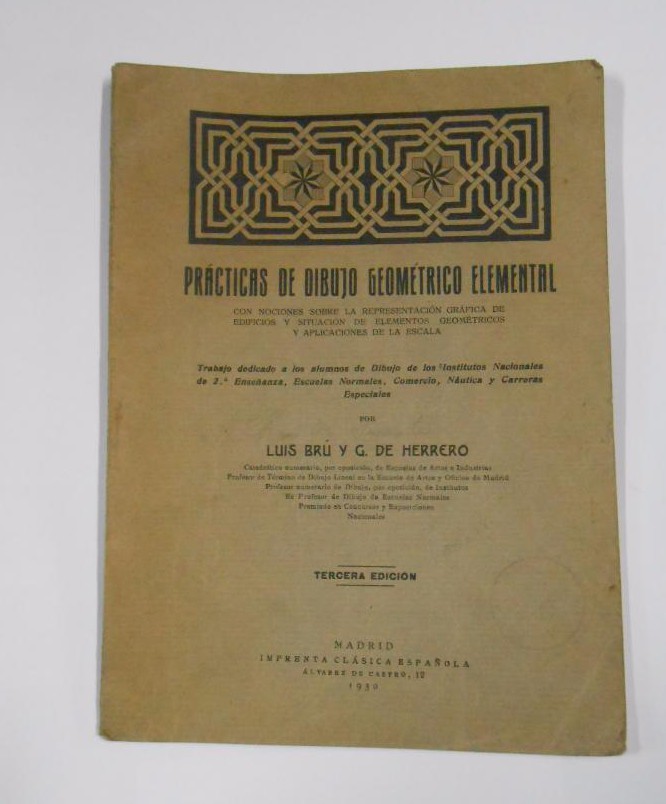 PRÁCTICAS DE DIBUJO GEOMÉTRICO ELEMENTAL
CON NOCIONES SOBRE LA REPRESENTACIÓN GRÁFICA DE
EDIFICIOS Y SITUACIÓN DE ELEMENTOS GEOMÉTRICOS
Y APLICACIONES DE LA ESCALA
Trabajo dedicado a los alumnos de Dibujo de los Institutos Nacionales
de 2.ª Enseñanza, Escuelas Normales, Comercio, Náutica y Carreras
Especiales
POR
LUIS BRÚ Y G. DE HERRERO
Catedrático numerario, por oposición, de Escuelas de Artes e Industrias
Profesor de Término de Dibujo Lineal en la Escuela de Artes y Oficios de Madrid
Profesor numerario de Dibujo, por oposición, de Institutos
Ex Profesor de Dibujo de Escuelas Normales
Premiado en Concursos y Exposiciones
Nacionales
TERCERA EDICIÓN
MADRID
IMPRENTA CLÁSICA ESPAÑOLA
ÁLVAREZ DE CASTRO, 12
1930